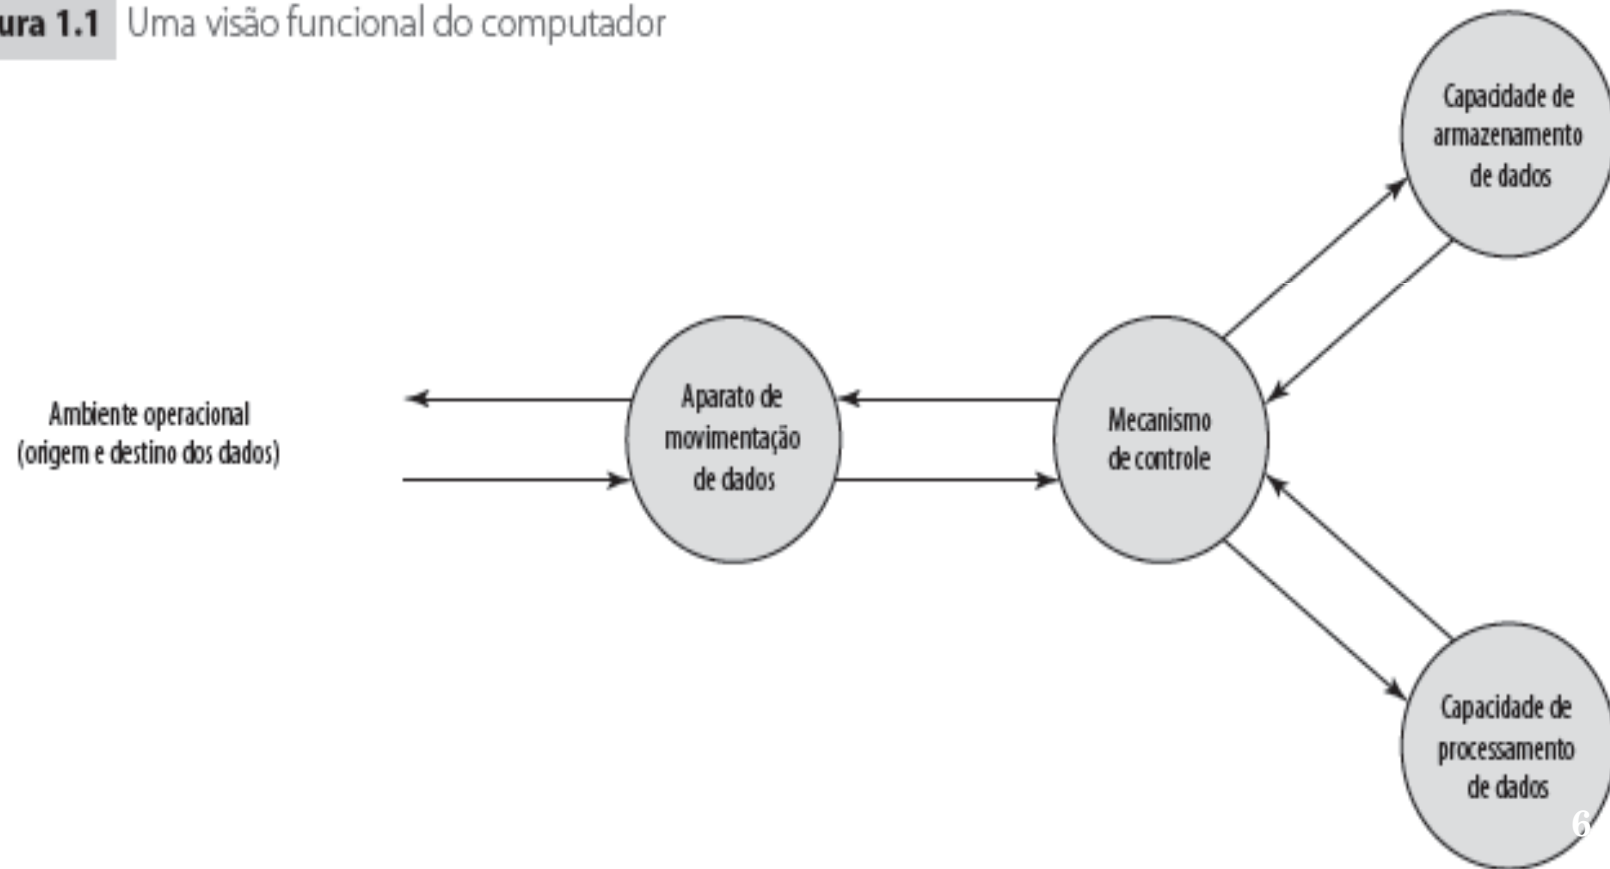 ura 1.1 Uma visão funcional do computador
Capacidade de
armazenamento
de dados
Ambiente operacional
(origem e destino dos dados)
Aparato de
movimentação
de dados
Mecanismo
de controle
Capacidade de
processamento
de dados
6